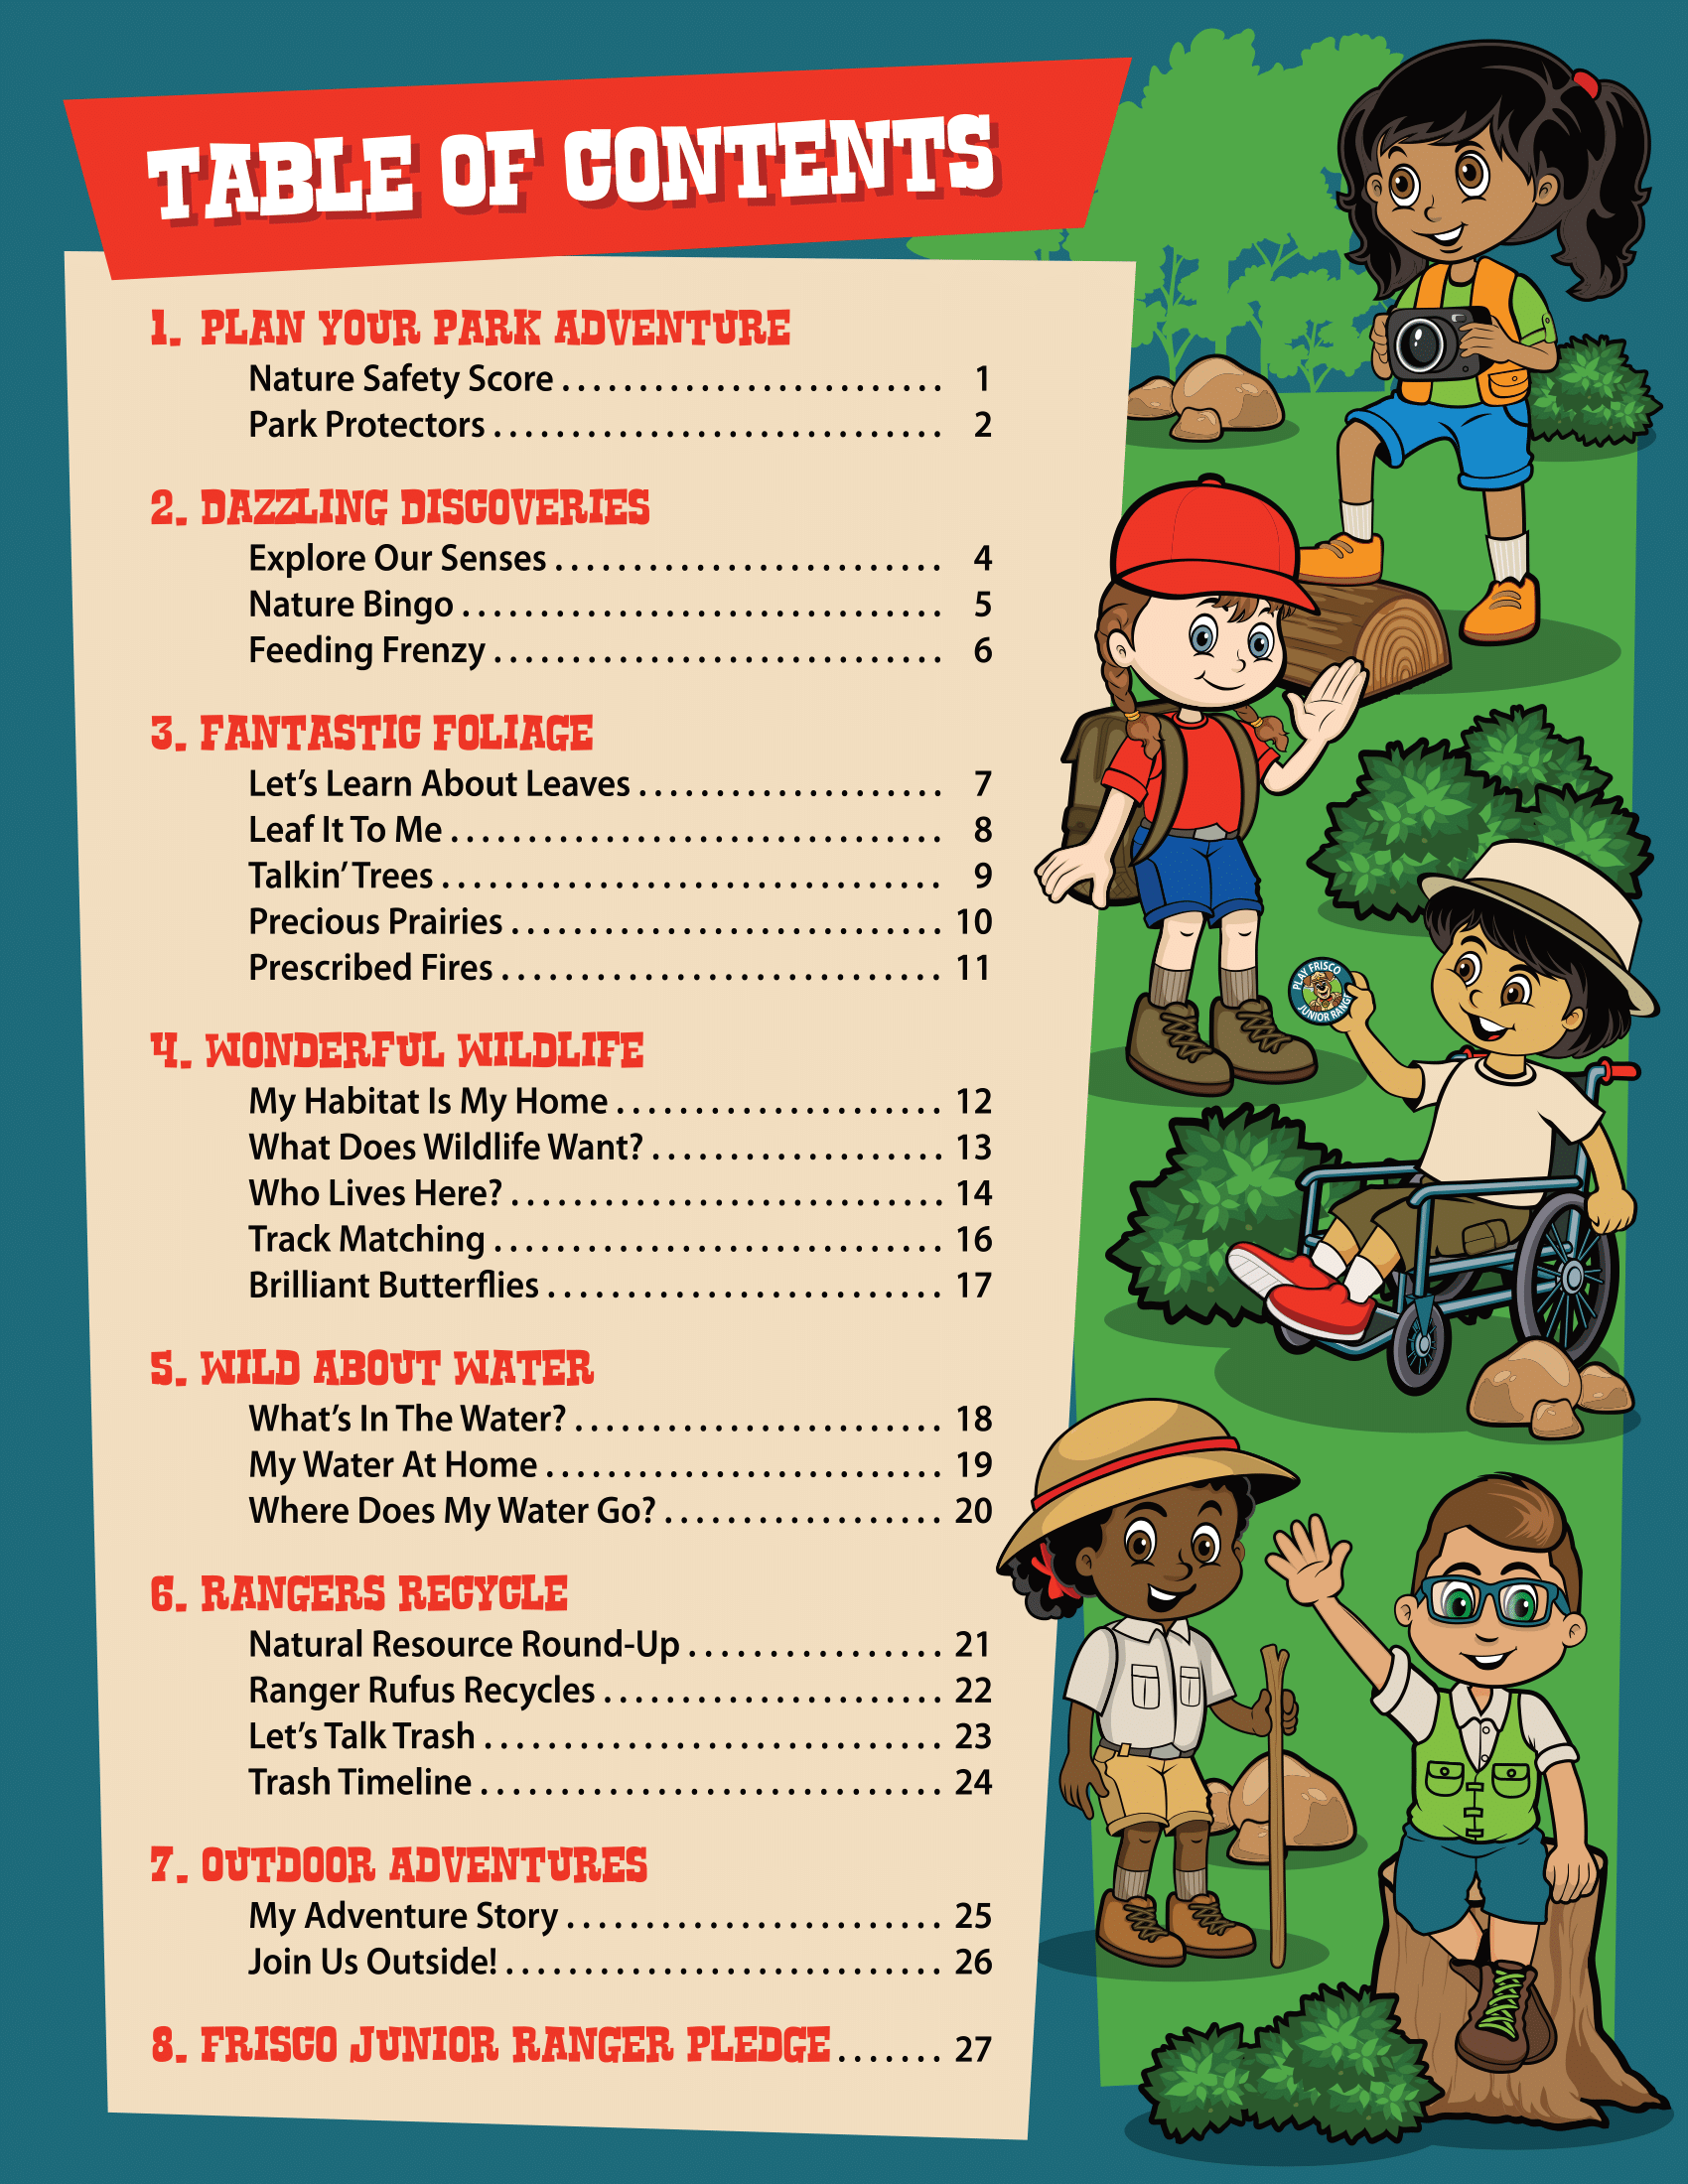 TABLE OF CONTENTS
1. PLAN YOUR PARK ADVENTURE
Nature Safety Score ........................ 1
Park Protectors ............................. 2
2. DAZZLING DISCOVERIES
Explore Our Senses ......................... 4
Nature Bingo ............................... 5
Feeding Frenzy ............................. 6
3. FANTASTIC FOLIAGE
Let’s Learn About Leaves .................... 7
Leaf It To Me ................................ 8
Talkin’ Trees ................................ 9
Precious Prairies ............................ 10
Prescribed Fires ............................. 11
4. WONDERFUL WILDLIFE
My Habitat Is My Home ..................... 12
What Does Wildlife Want? ................... 13
Who Lives Here? ............................ 14
Track Matching ............................. 16
Brilliant Butterflies .......................... 17
5. WILD ABOUT WATER
What’s In The Water? ........................ 18
My Water At Home .......................... 19
Where Does My Water Go? .................. 20
6. RANGERS RECYCLE
Natural Resource Round-Up ................ 21
Ranger Rufus Recycles ...................... 22
Let’s Talk Trash .............................. 23
Trash Timeline .............................. 24
7. OUTDOOR ADVENTURES
My Adventure Story ......................... 25
Join Us Outside! ............................. 26
8. FRISCO JUNIOR RANGER PLEDGE ....... 27
PLAY FRISCO
JUNIOR